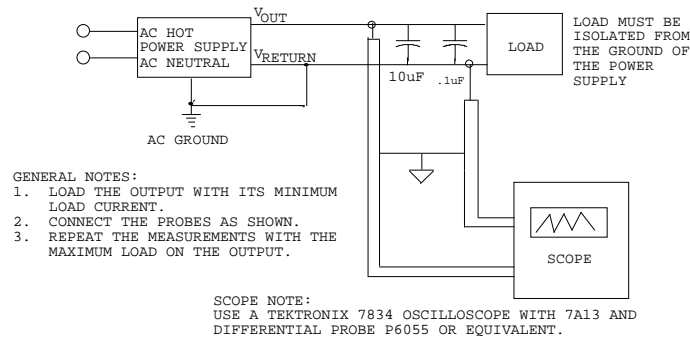 VOUT
AC HOT
POWER SUPPLY
AC NEUTRAL
VRETURN
10uF
.1uF
LOAD
LOAD MUST BE
ISOLATED FROM
THE GROUND OF
THE POWER
SUPPLY
AC GROUND
GENERAL NOTES:
1. LOAD THE OUTPUT WITH ITS MINIMUM
LOAD CURRENT.
2. CONNECT THE PROBES AS SHOWN.
3. REPEAT THE MEASUREMENTS WITH THE
MAXIMUM LOAD ON THE OUTPUT.
SCOPE
SCOPE NOTE:
USE A TEKTRONIX 7834 OSCILLOSCOPE WITH 7A13 AND
DIFFERENTIAL PROBE P6055 OR EQUIVALENT.